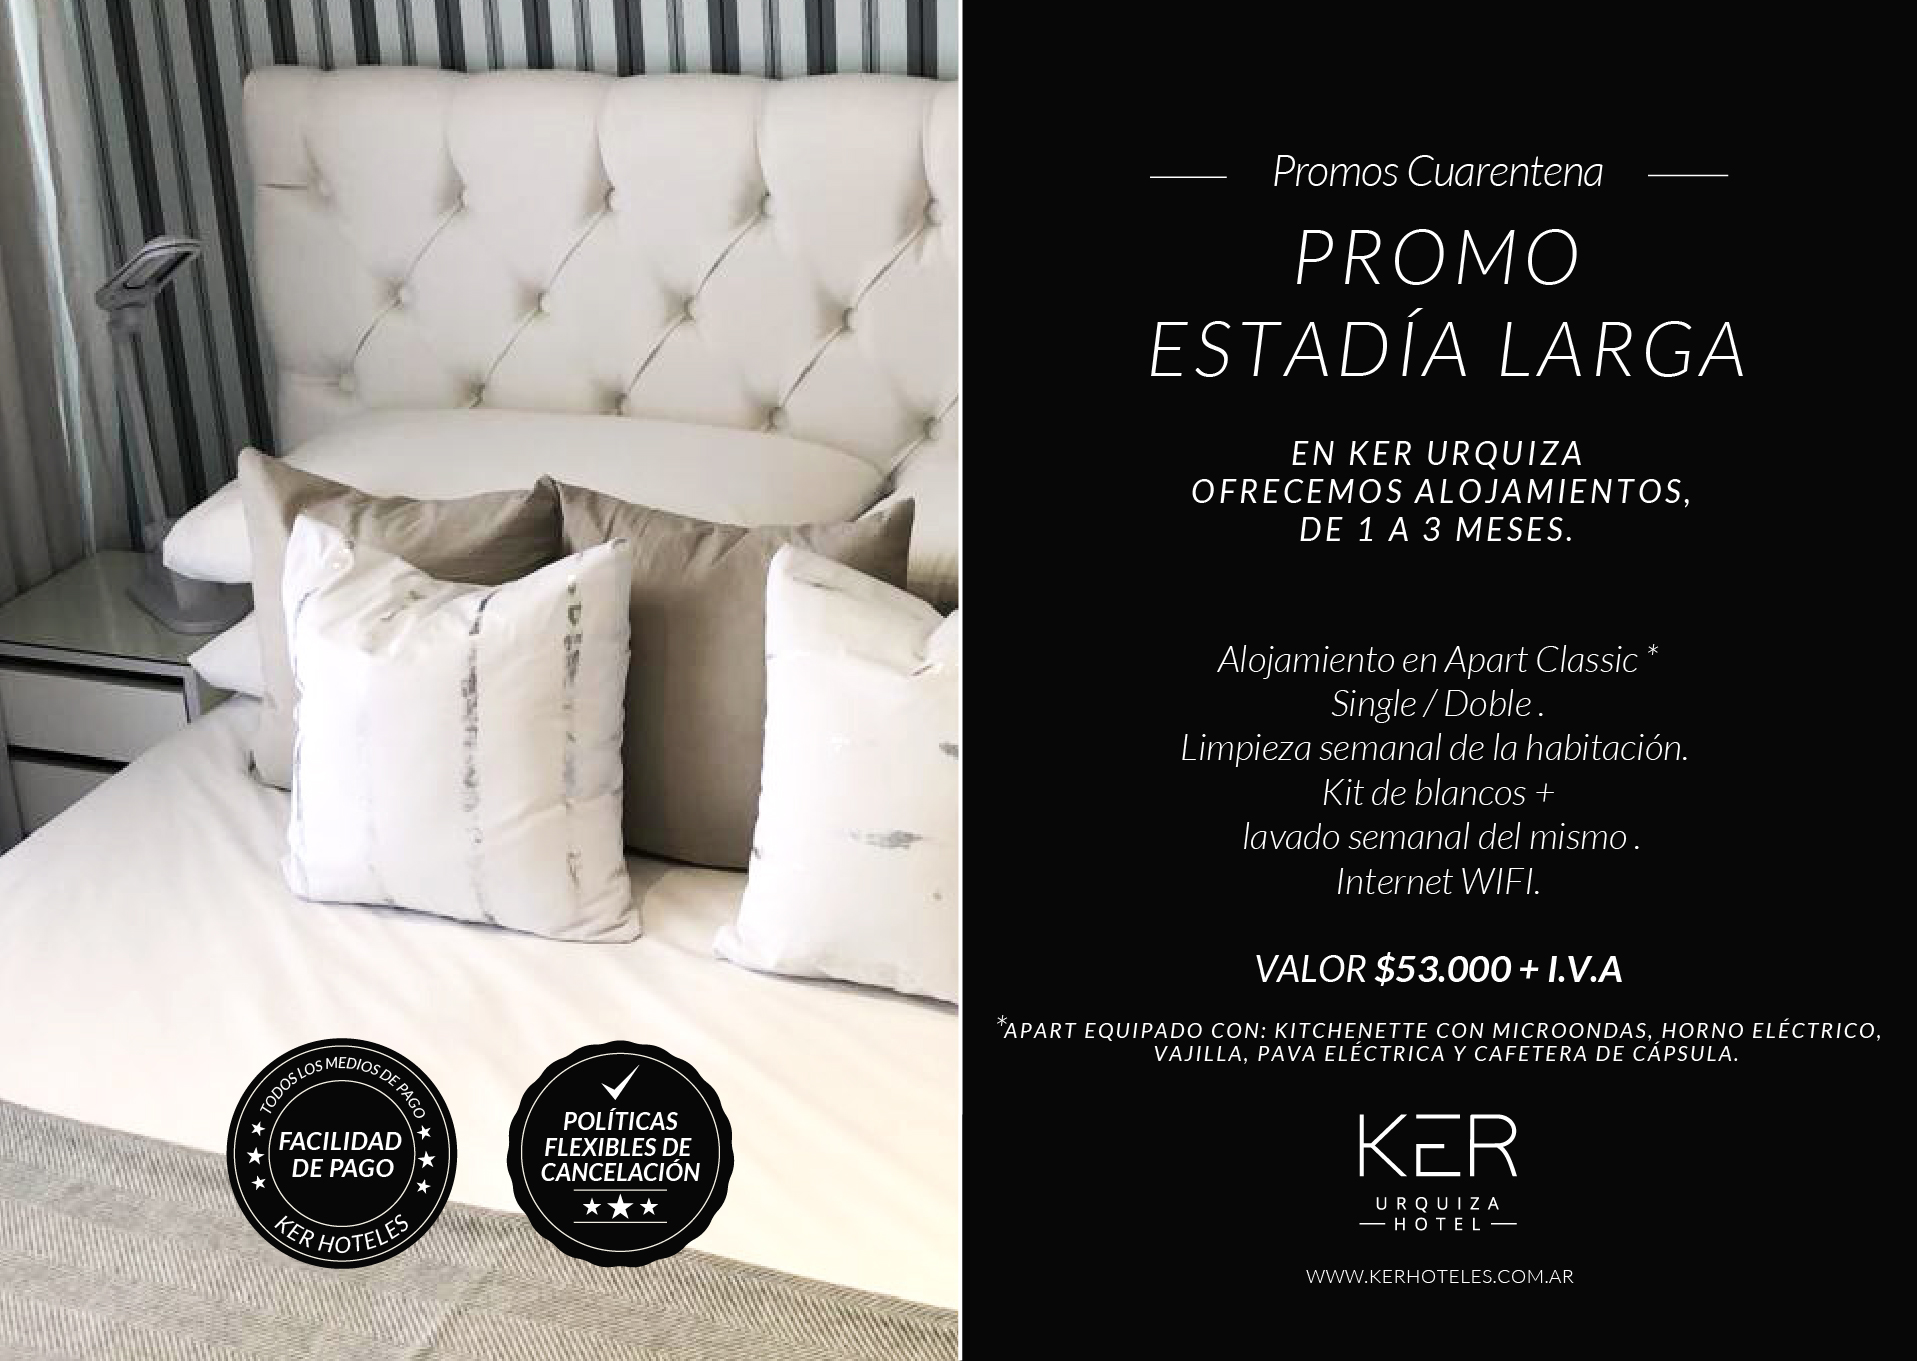 Promos Cuarentena
PROMO
ESTADÍA LARGA
EN KER URQUIZA
OFRECEMOS ALOJAMIENTOS,
DE 1 A 3 MESES.
Alojamiento en Apart Classic *
Single / Doble .
Limpieza semanal de la habitación.
Kit de blancos +
lavado semanal del mismo .
Internet WIFI.
VALOR $53.000 + I.V.A
*APART EQUIPADO CON: KITCHENETTE CON MICROONDAS, HORNO ELÉCTRICO,
VAJILLA, PAVA ELÉCTRICA Y CAFETERA DE CÁPSULA.
KER
URQUIZA
HOTEL
WWW.KERHOTELES.COM.AR
TODOS LOS MEDIOS DE PAGO
FACILIDAD
DE PAGO
KER HOTELES
POLÍTICAS
FLEXIBLES DE
CANCELACIÓN